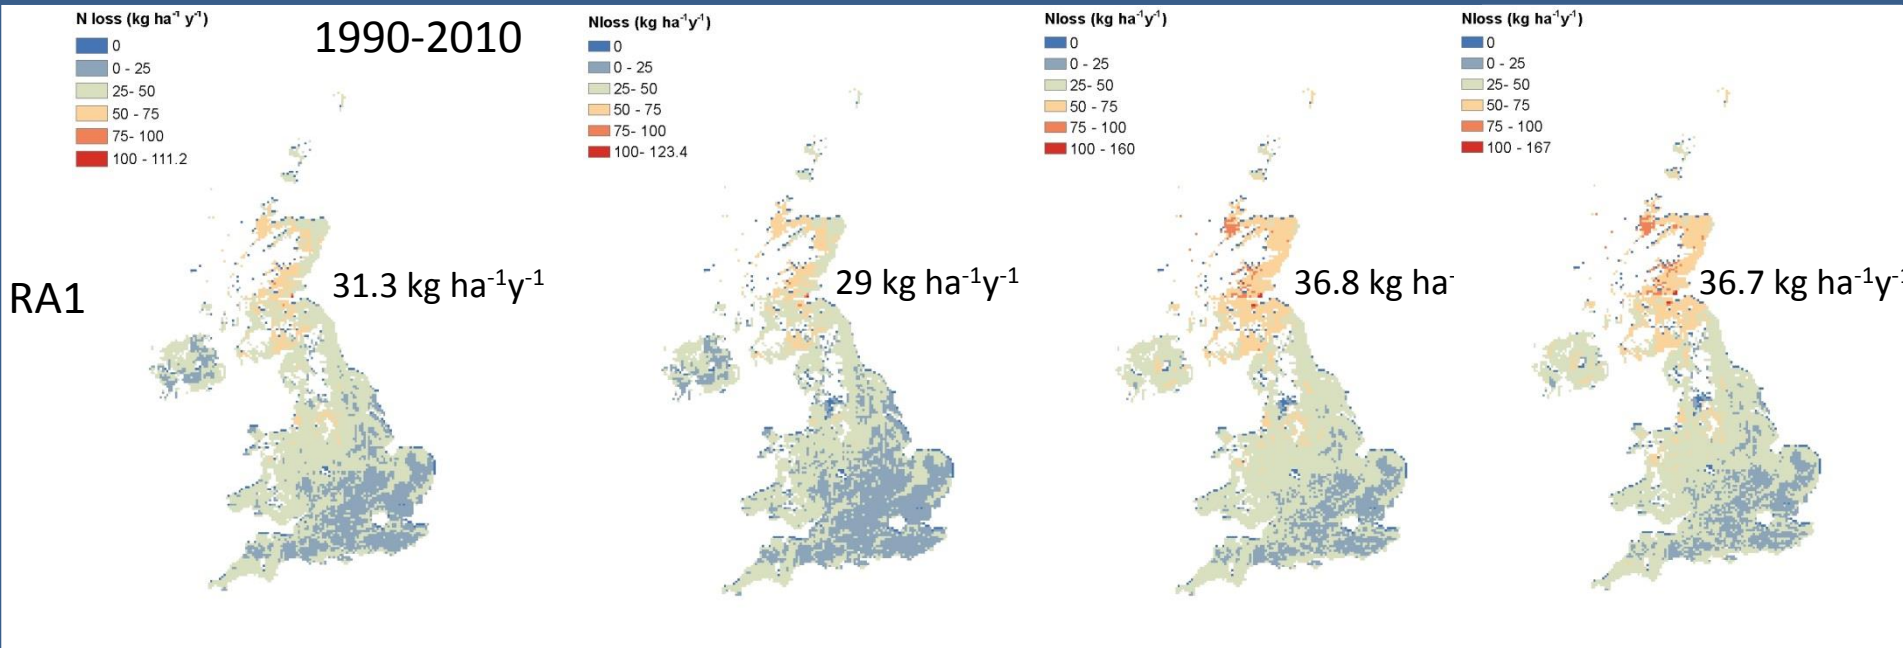 N loss (kg ha⁻¹ y⁻¹)
0
0 - 25
25- 50
50 - 75
75- 100
100 - 111.2
1990-2010
Nloss (kg ha⁻¹y⁻¹)
0
0 - 25
25- 50
50 - 75
75- 100
100- 123.4
Nloss (kg ha⁻¹y⁻¹)
0
0 - 25
25- 50
50 - 75
75 - 100
100 - 160
Nloss (kg ha⁻¹y⁻¹)
0
0 - 25
25- 50
50- 75
75 - 100
100 - 167
RA1
31.3 kg ha⁻¹y⁻¹
29 kg ha⁻¹y⁻¹
36.8 kg ha⁻
36.7 kg ha⁻¹y⁻¹